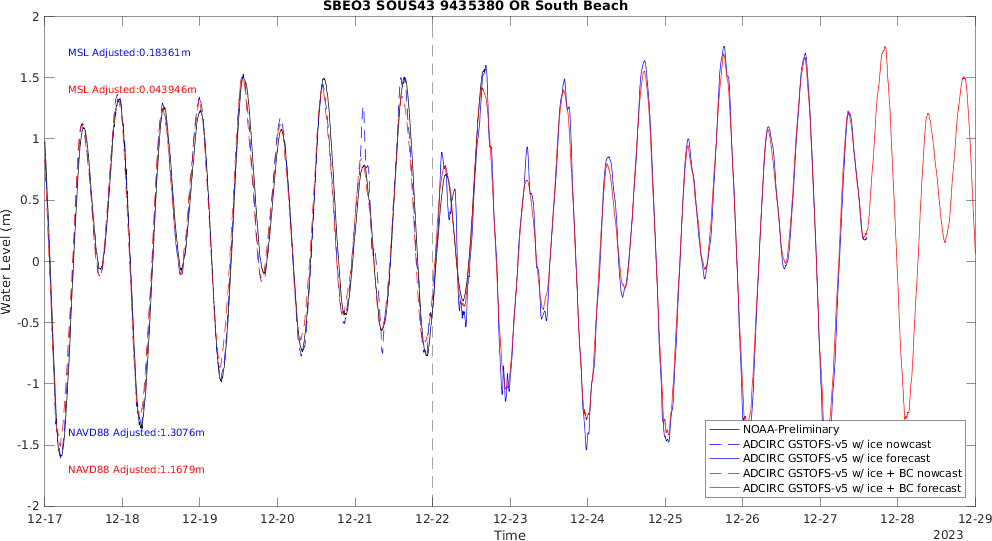 SBEO3 SOUS43 9435380 OR South Beach
2
1.5
1
0.5
0
-0.5
-1
-1.5
-2
Water Level (m)
MSL Adjusted:0.18361m
MSL Adjusted:0.043946m
NAVD88 Adjusted:1.3076m
NAVD88 Adjusted:1.1679m
NOAA-Preliminary
ADCIRC GSTOFS-v5 w/ ice nowcast
ADCIRC GSTOFS-v5 w/ ice forecast
ADCIRC GSTOFS-v5 w/ ice + BC nowcast
ADCIRC GSTOFS-v5 w/ ice + BC forecast
12-17 12-18 12-19 12-20 12-21 12-22 12-23 12-24 12-25 12-26 12-27 12-28 12-29
Time
2023